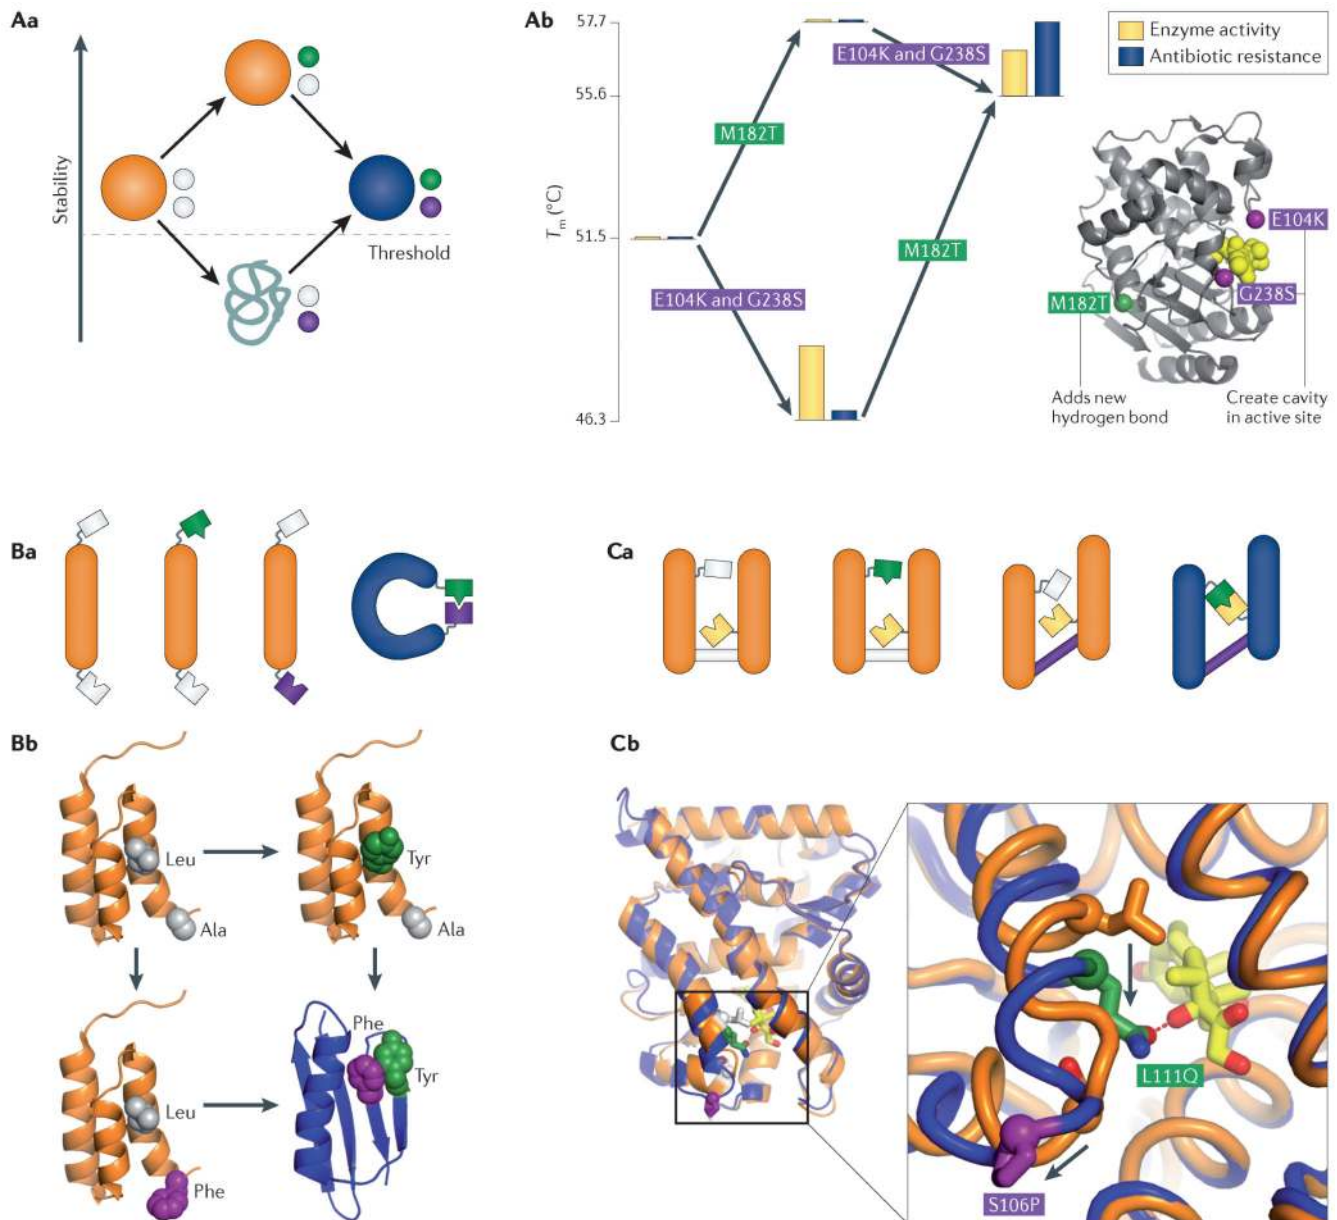 Aa
Stability
Threshold
Ab
57.7
55.6
51.5
46.3
Tm (°C)
E104K and G238S
M182T
M182T
E104K and G238S
Enzyme activity
Antibiotic resistance
E104K
G238S
M182T
Adds new
hydrogen bond
Create cavity
in active site
Ba
Ca
Bb
Leu
Ala
Tyr
Ala
Leu
Phe
Phe
Tyr
Cb
L111Q
S106P